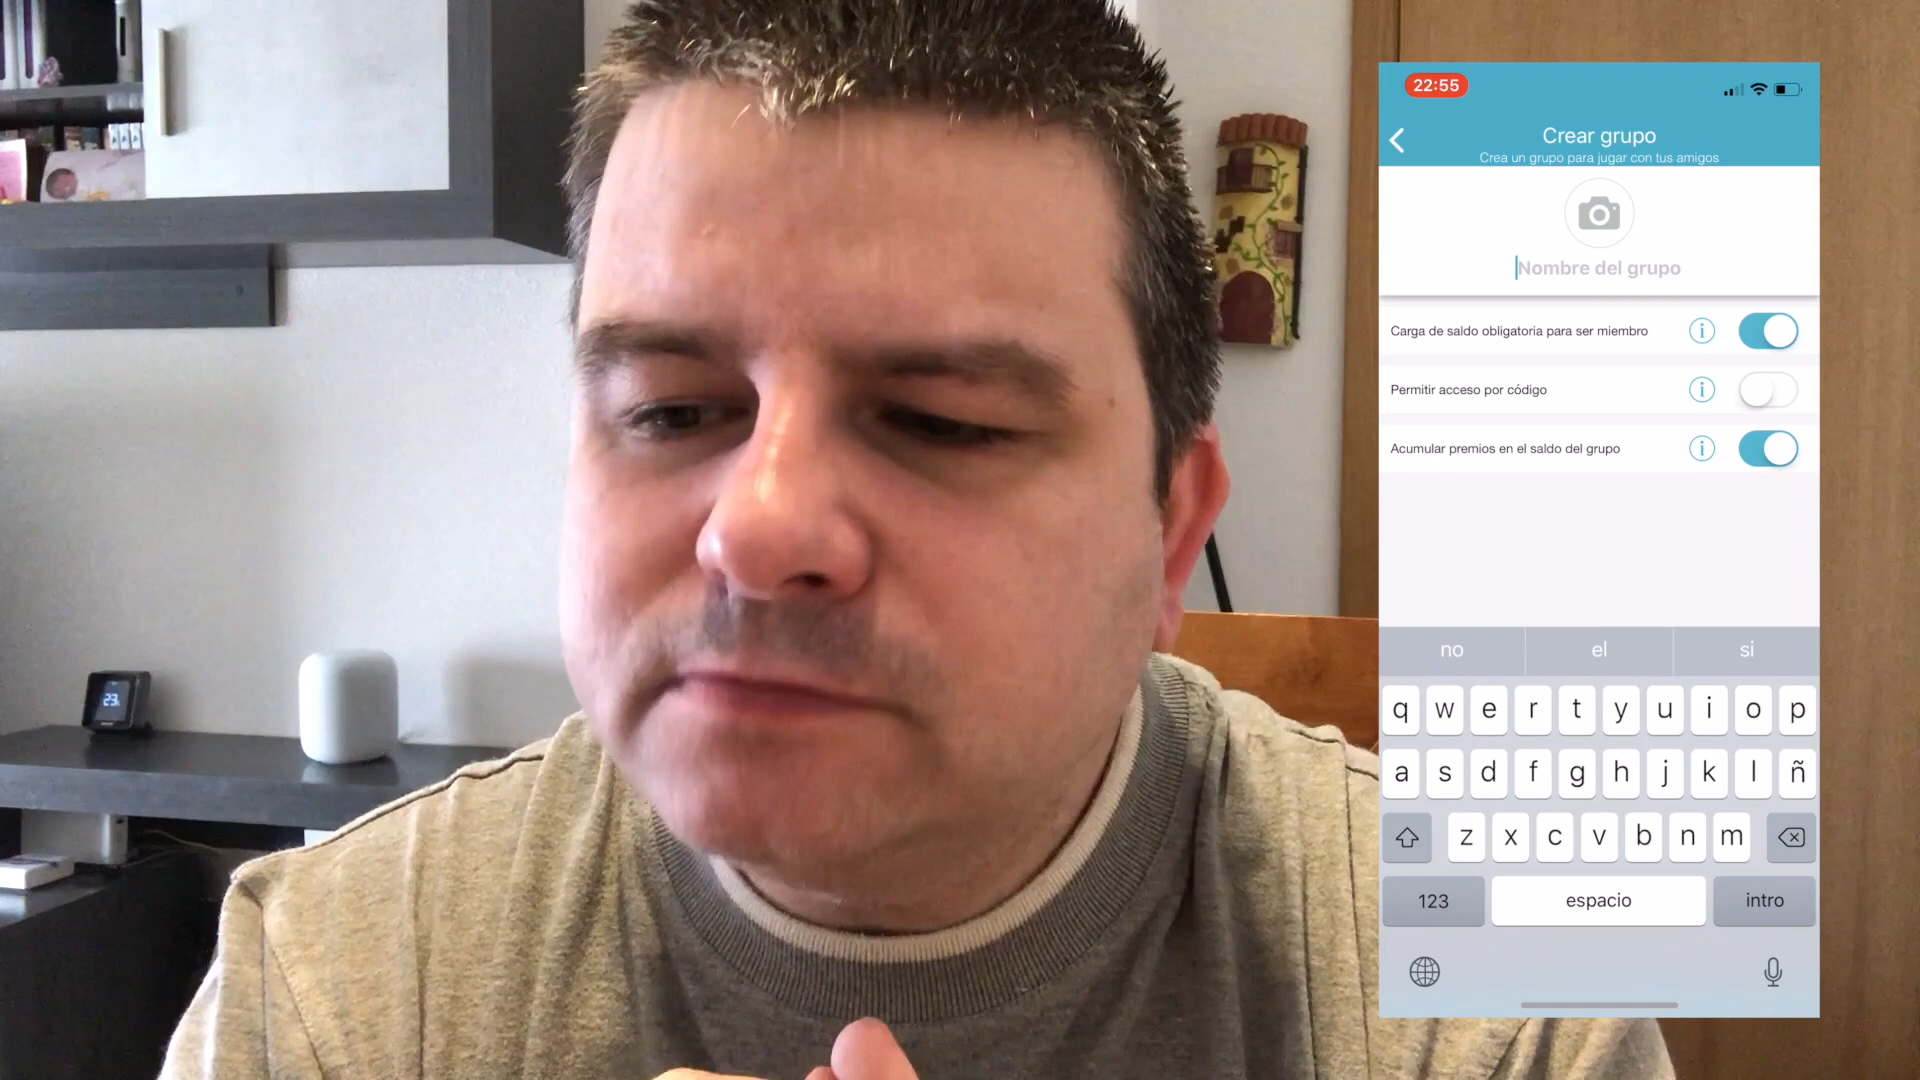 22:55
Crear grupo
Crea un grupo para jugar con tus amigos
Nombre del grupo
Carga de saldo obligatoria para ser miembro
Permitir acceso por código
Acumular premios en el saldo del grupo
no el si
q w e r t y u i o p
a s d f g h j k l ñ
z x c v b n m
123 espacio intro
23